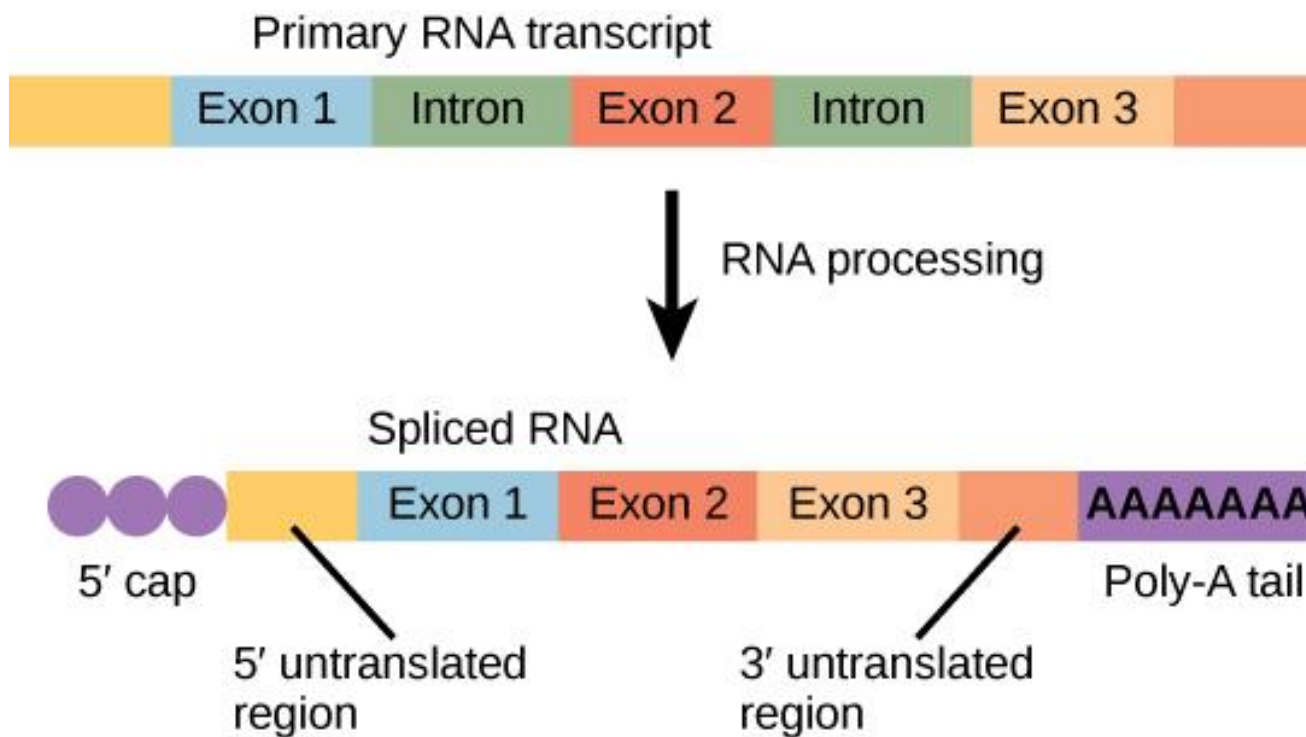 Primary RNA transcript
Exon 1 Intron Exon 2 Intron Exon 3
RNA processing
Spliced RNA
Exon 1 Exon 2 Exon 3 AAAAAAA
5′ cap
Poly-A tail
5′ untranslated
region
3′ untranslated
region